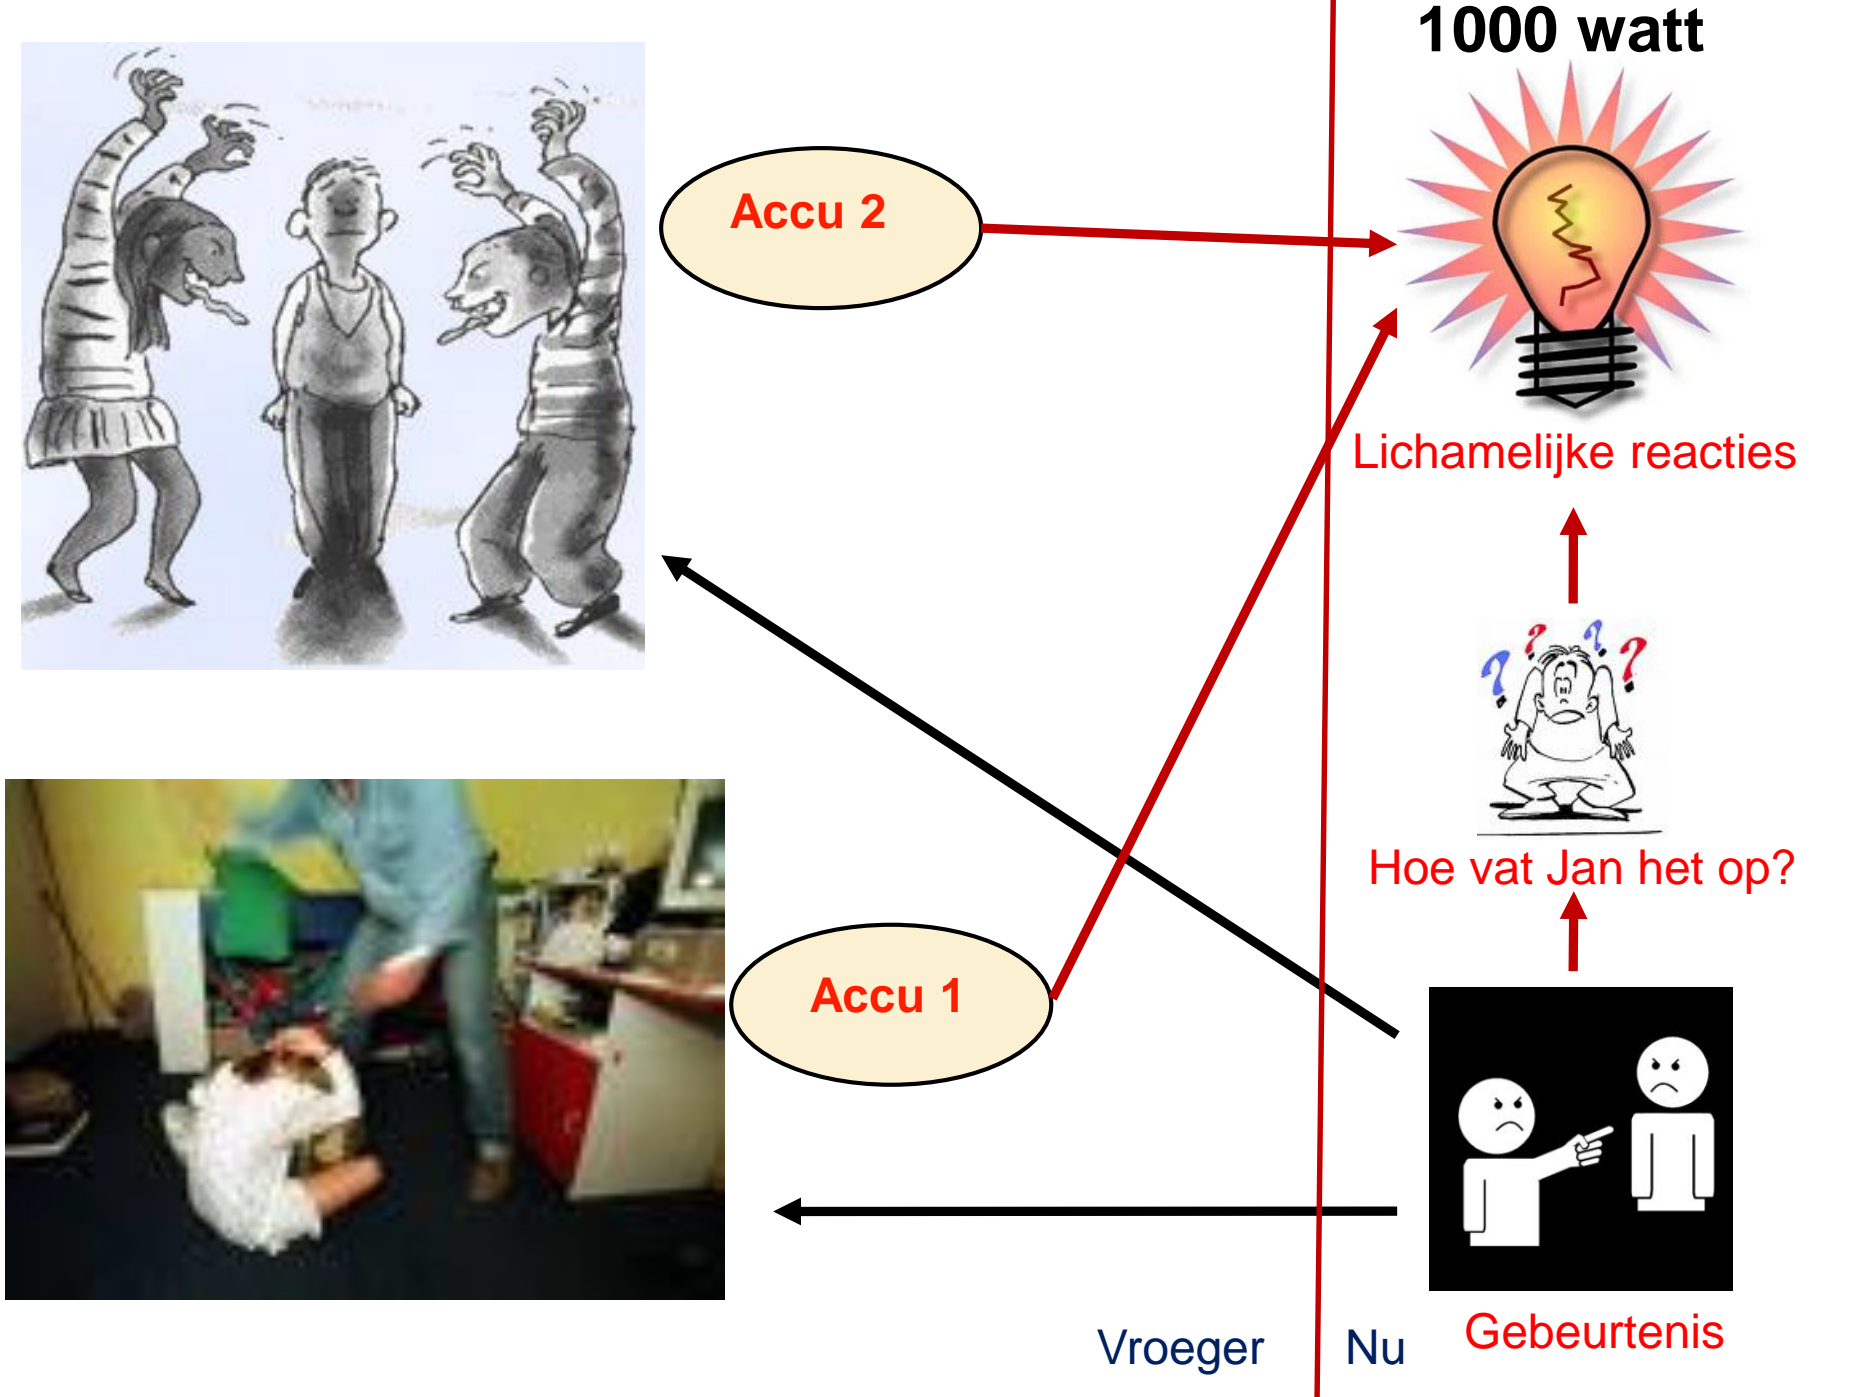 1000 watt
Accu 2
Lichamelijke reacties
Hoe vat Jan het op?
Accu 1
Gebeurtenis
Vroeger
Nu